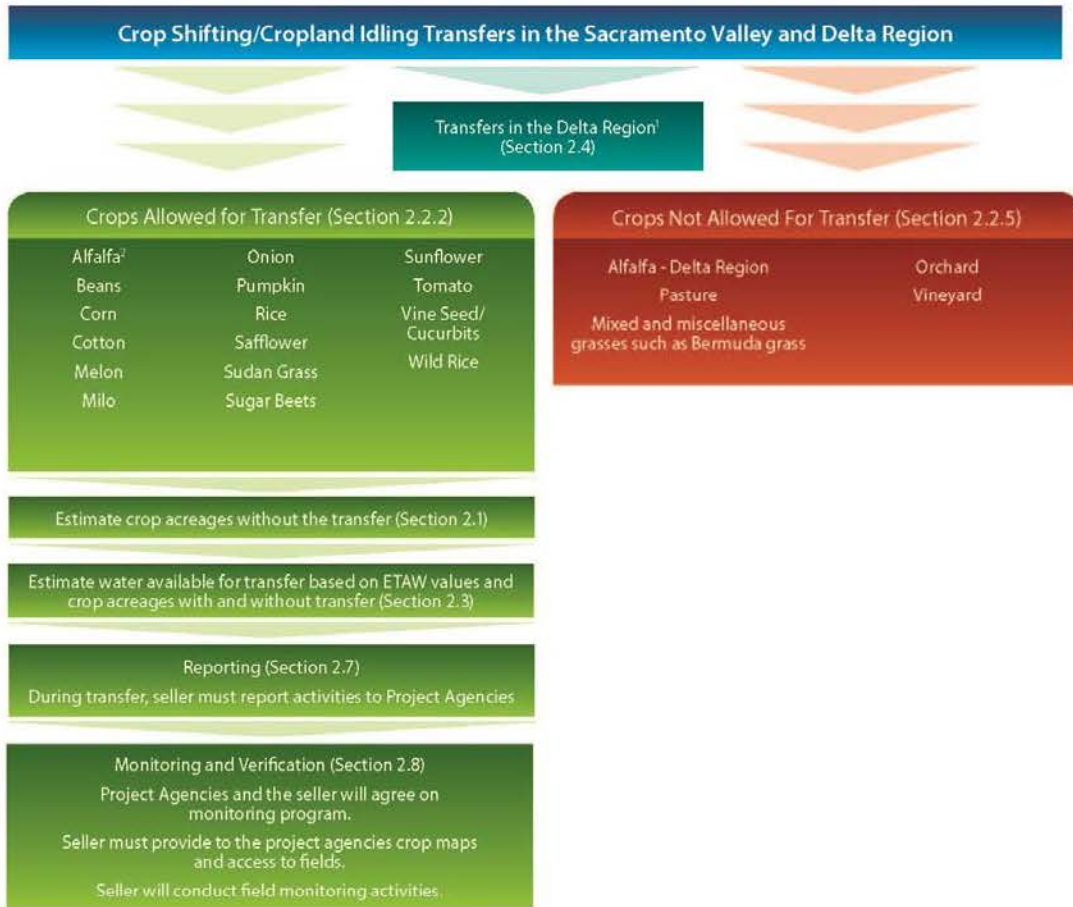 Crop Shifting/Cropland Idling Transfers in the Sacramento Valley and Delta Region
Transfers in the Delta Region¹
(Section 2.4)
Crops Allowed for Transfer (Section 2.2.2)
Alfalfa²
Beans
Corn
Cotton
Melon
Milo
Onion
Pumpkin
Rice
Safflower
Sudan Grass
Sugar Beets
Sunflower
Tomato
Vine Seed/
Cucurbits
Wild Rice
Crops Not Allowed For Transfer (Section 2.2.5)
Alfalfa - Delta Region
Pasture
Mixed and miscellaneous
grasses such as Bermuda grass
Orchard
Vineyard
Estimate crop acreages without the transfer (Section 2.1)
Estimate water available for transfer based on ETAW values and
crop acreages with and without transfer (Section 2.3)
Reporting (Section 2.7)
During transfer, seller must report activities to Project Agencies
Monitoring and Verification (Section 2.8)
Project Agencies and the seller will agree on
monitoring program.
Seller must provide to the project agencies crop maps
and access to fields.
Seller will conduct field monitoring activities.